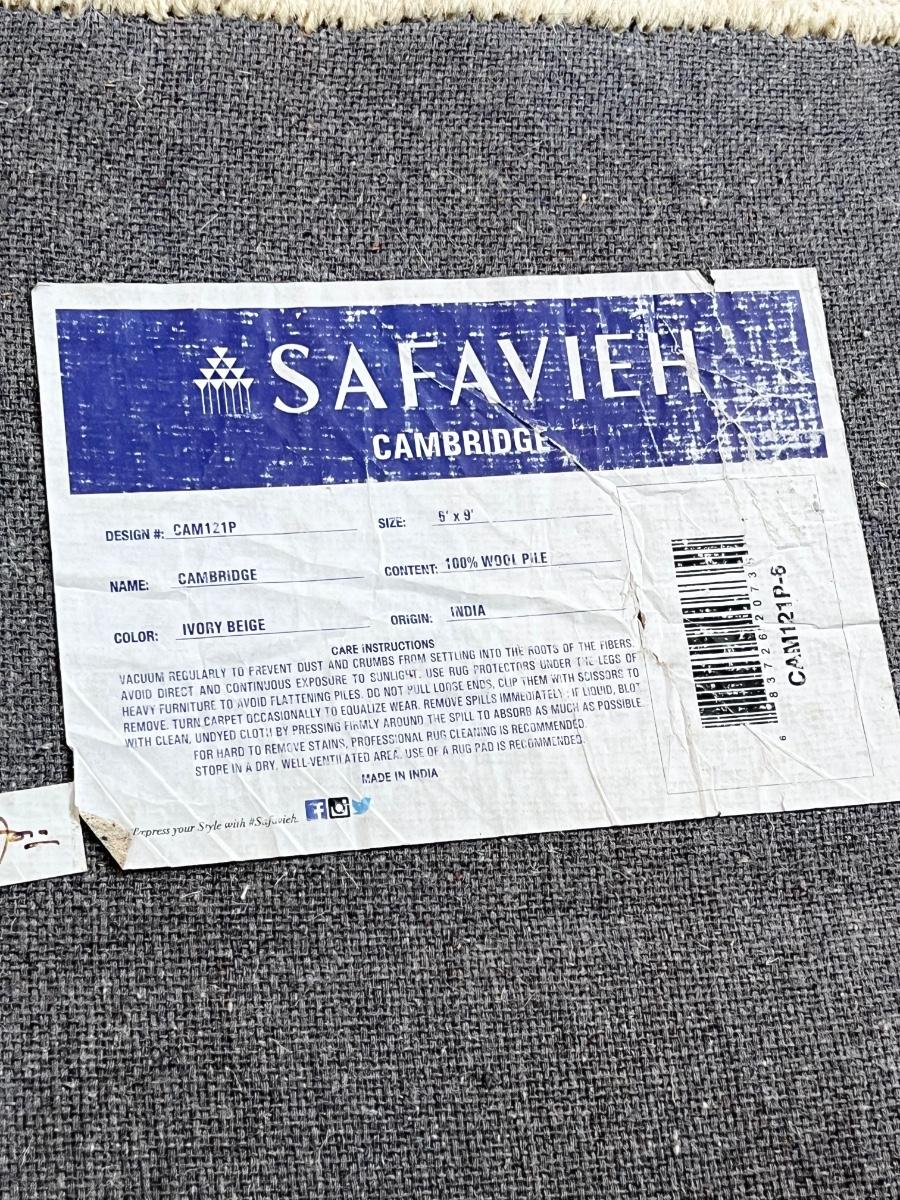 SAFAVIEH
CAMBRIDGE
DESIGN #: CAM121P
SIZE: 6' x 9'
NAME: CAMBRIDGE
CONTENT: 100% WOOL PILE
COLOR: IVORY BEIGE
ORIGIN: INDIA
CARE INSTRUCTIONS
VACUUM REGULARLY TO PREVENT DUST AND CRUMBS FROM SETTLING INTO THE ROOTS OF THE FIBERS.
AVOID DIRECT AND CONTINUOUS EXPOSURE TO SUNLIGHT. USE RUG PROTECTORS UNDER THE LEGS OF
HEAVY FURNITURE TO AVOID FLATTENING PILES. DO NOT PULL LOOSE ENDS, CLIP THEM WITH SCISSORS TO
REMOVE. TURN CARPET OCCASIONALLY TO EQUALIZE WEAR. REMOVE SPILLS IMMEDIATELY: IF LIQUID, BLOT
WITH CLEAN, UNDYED CLOTH BY PRESSING FIRMLY AROUND THE SPILL TO ABSORB AS MUCH AS POSSIBLE.
FOR HARD TO REMOVE STAINS, PROFESSIONAL RUG CLEANING IS RECOMMENDED.
STORE IN A DRY, WELL-VENTILATED AREA. USE OF A RUG PAD IS RECOMMENDED.
MADE IN INDIA
Express your Style with #Safavieh
CAM121P-6